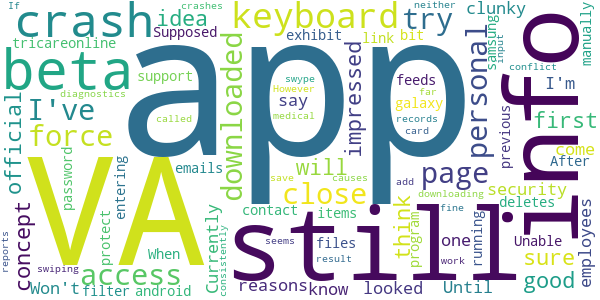 If
crashes
crash
idea
keyboard
try
neither
clunky
bit
tricareonline
Supposed
exhibit
link
samsung
input
manually
info
beta
app
support
downloaded
impressed
feeds
personal
I'm
swype
However
say
galaxy
far
conflict
I've
diagnostics
called
medical
records
card
previous
first
official
force
will
page
come
After
VA
password
emails
close
save
causes
add
downloading
security
concept
entering
protect
Currently
consistently
contact
items
think
program
fine
deletes
employees
still
one
running
Unable
When
access
seems
files
work
sure
reports
swiping
reasons
know
looked
Until
good
Won't
filter
android
result